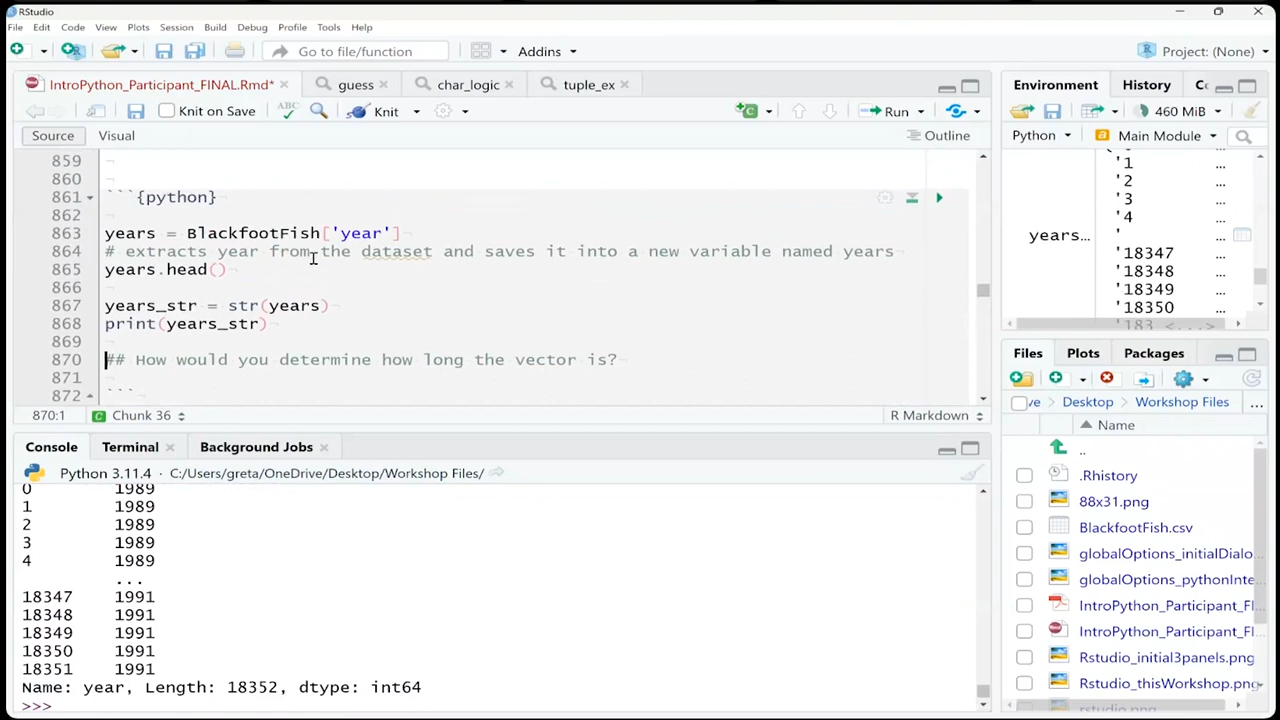 RStudio
File Edit Code View Plots Session Build Debug Profile Tools Help
Go to file/function Addins Project: (None)
IntroPython_Participant_FINAL.Rmd* guess char_logic tuple_ex
Knit on Save ABC Knit Run
Source Visual Outline
859
860
861 ```{python}
862
863 years = BlackfootFish['year']
864 # extracts year from the dataset and saves it into a new variable named years
865 years.head()
866
867 years_str = str(years)
868 print(years_str)
869
870 ## How would you determine how long the vector is?
871
872 ```
870:1 Chunk 36 R Markdown
Console Terminal Background Jobs
Python 3.11.4 · C:/Users/greta/OneDrive/Desktop/Workshop Files/
0 1989
1 1989
2 1989
3 1989
4 1989
...
18347 1991
18348 1991
18349 1991
18350 1991
18351 1991
Name: year, Length: 18352, dtype: int64
>>>
Environment History
460 MiB
Python Main Module
'1 ...
'2 ...
'3 ...
'4 ...
years… '
'18347 ...
'18348 ...
'18349 ...
'18350 ...
'183 <...>
Files Plots Packages
ve Desktop Workshop Files ...
Name
..
.Rhistory
88x31.png
BlackfootFish.csv
globalOptions_initialDialo
globalOptions_pythonInte
IntroPython_Participant_FI
IntroPython_Participant_FI
Rstudio_initial3panels.png
Rstudio_thisWorkshop.png
rstudio.png